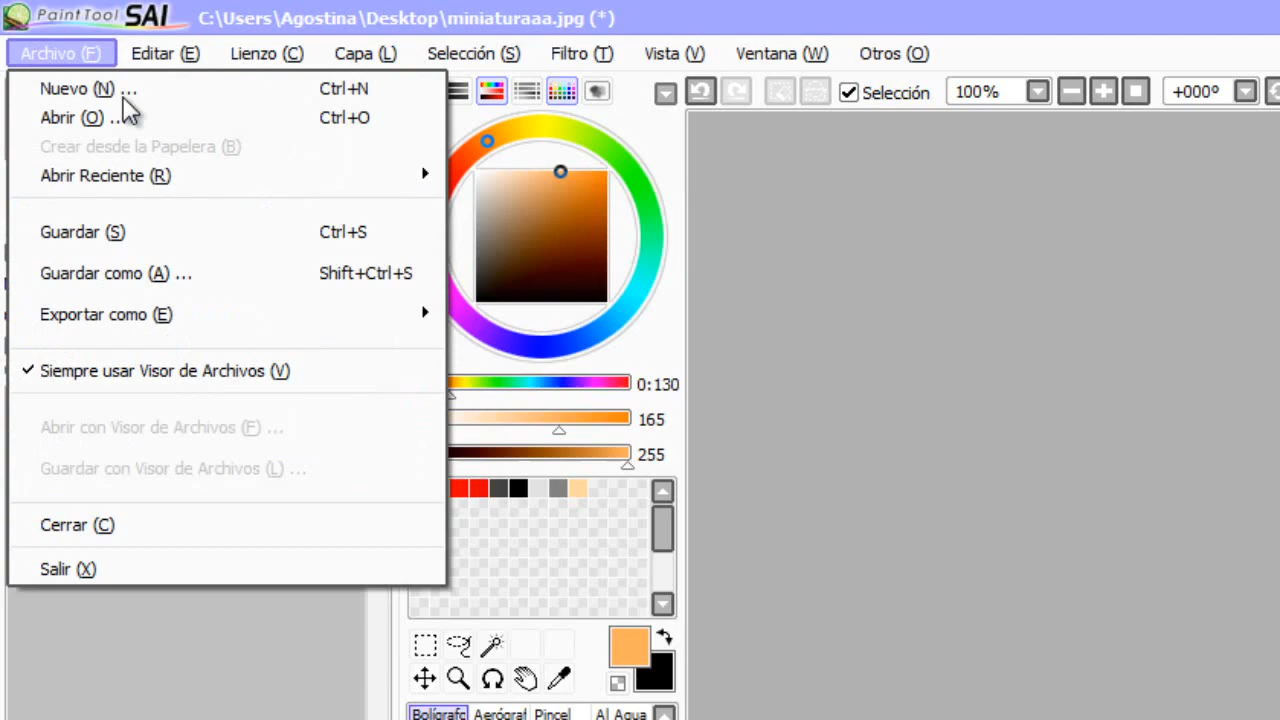 PaintTool SAI C:\Users\Agostina\Desktop\miniaturaaa.jpg (*)
Archivo (F) Editar (E) Lienzo (C) Capa (L) Selección (S) Filtro (T) Vista (V) Ventana (W) Otros (O)
Nuevo (N) ... Ctrl+N
Abrir (O) ... Ctrl+O
Crear desde la Papelera (B)
Abrir Reciente (R)
Guardar (S) Ctrl+S
Guardar como (A) ... Shift+Ctrl+S
Exportar como (E)
Siempre usar Visor de Archivos (V)
Abrir con Visor de Archivos (F) ...
Guardar con Visor de Archivos (L) ...
Cerrar (C)
Salir (X)
Selección 100% +000º
0:130
165
255
Bolígrafc Aerógraf Pincel Al Agua